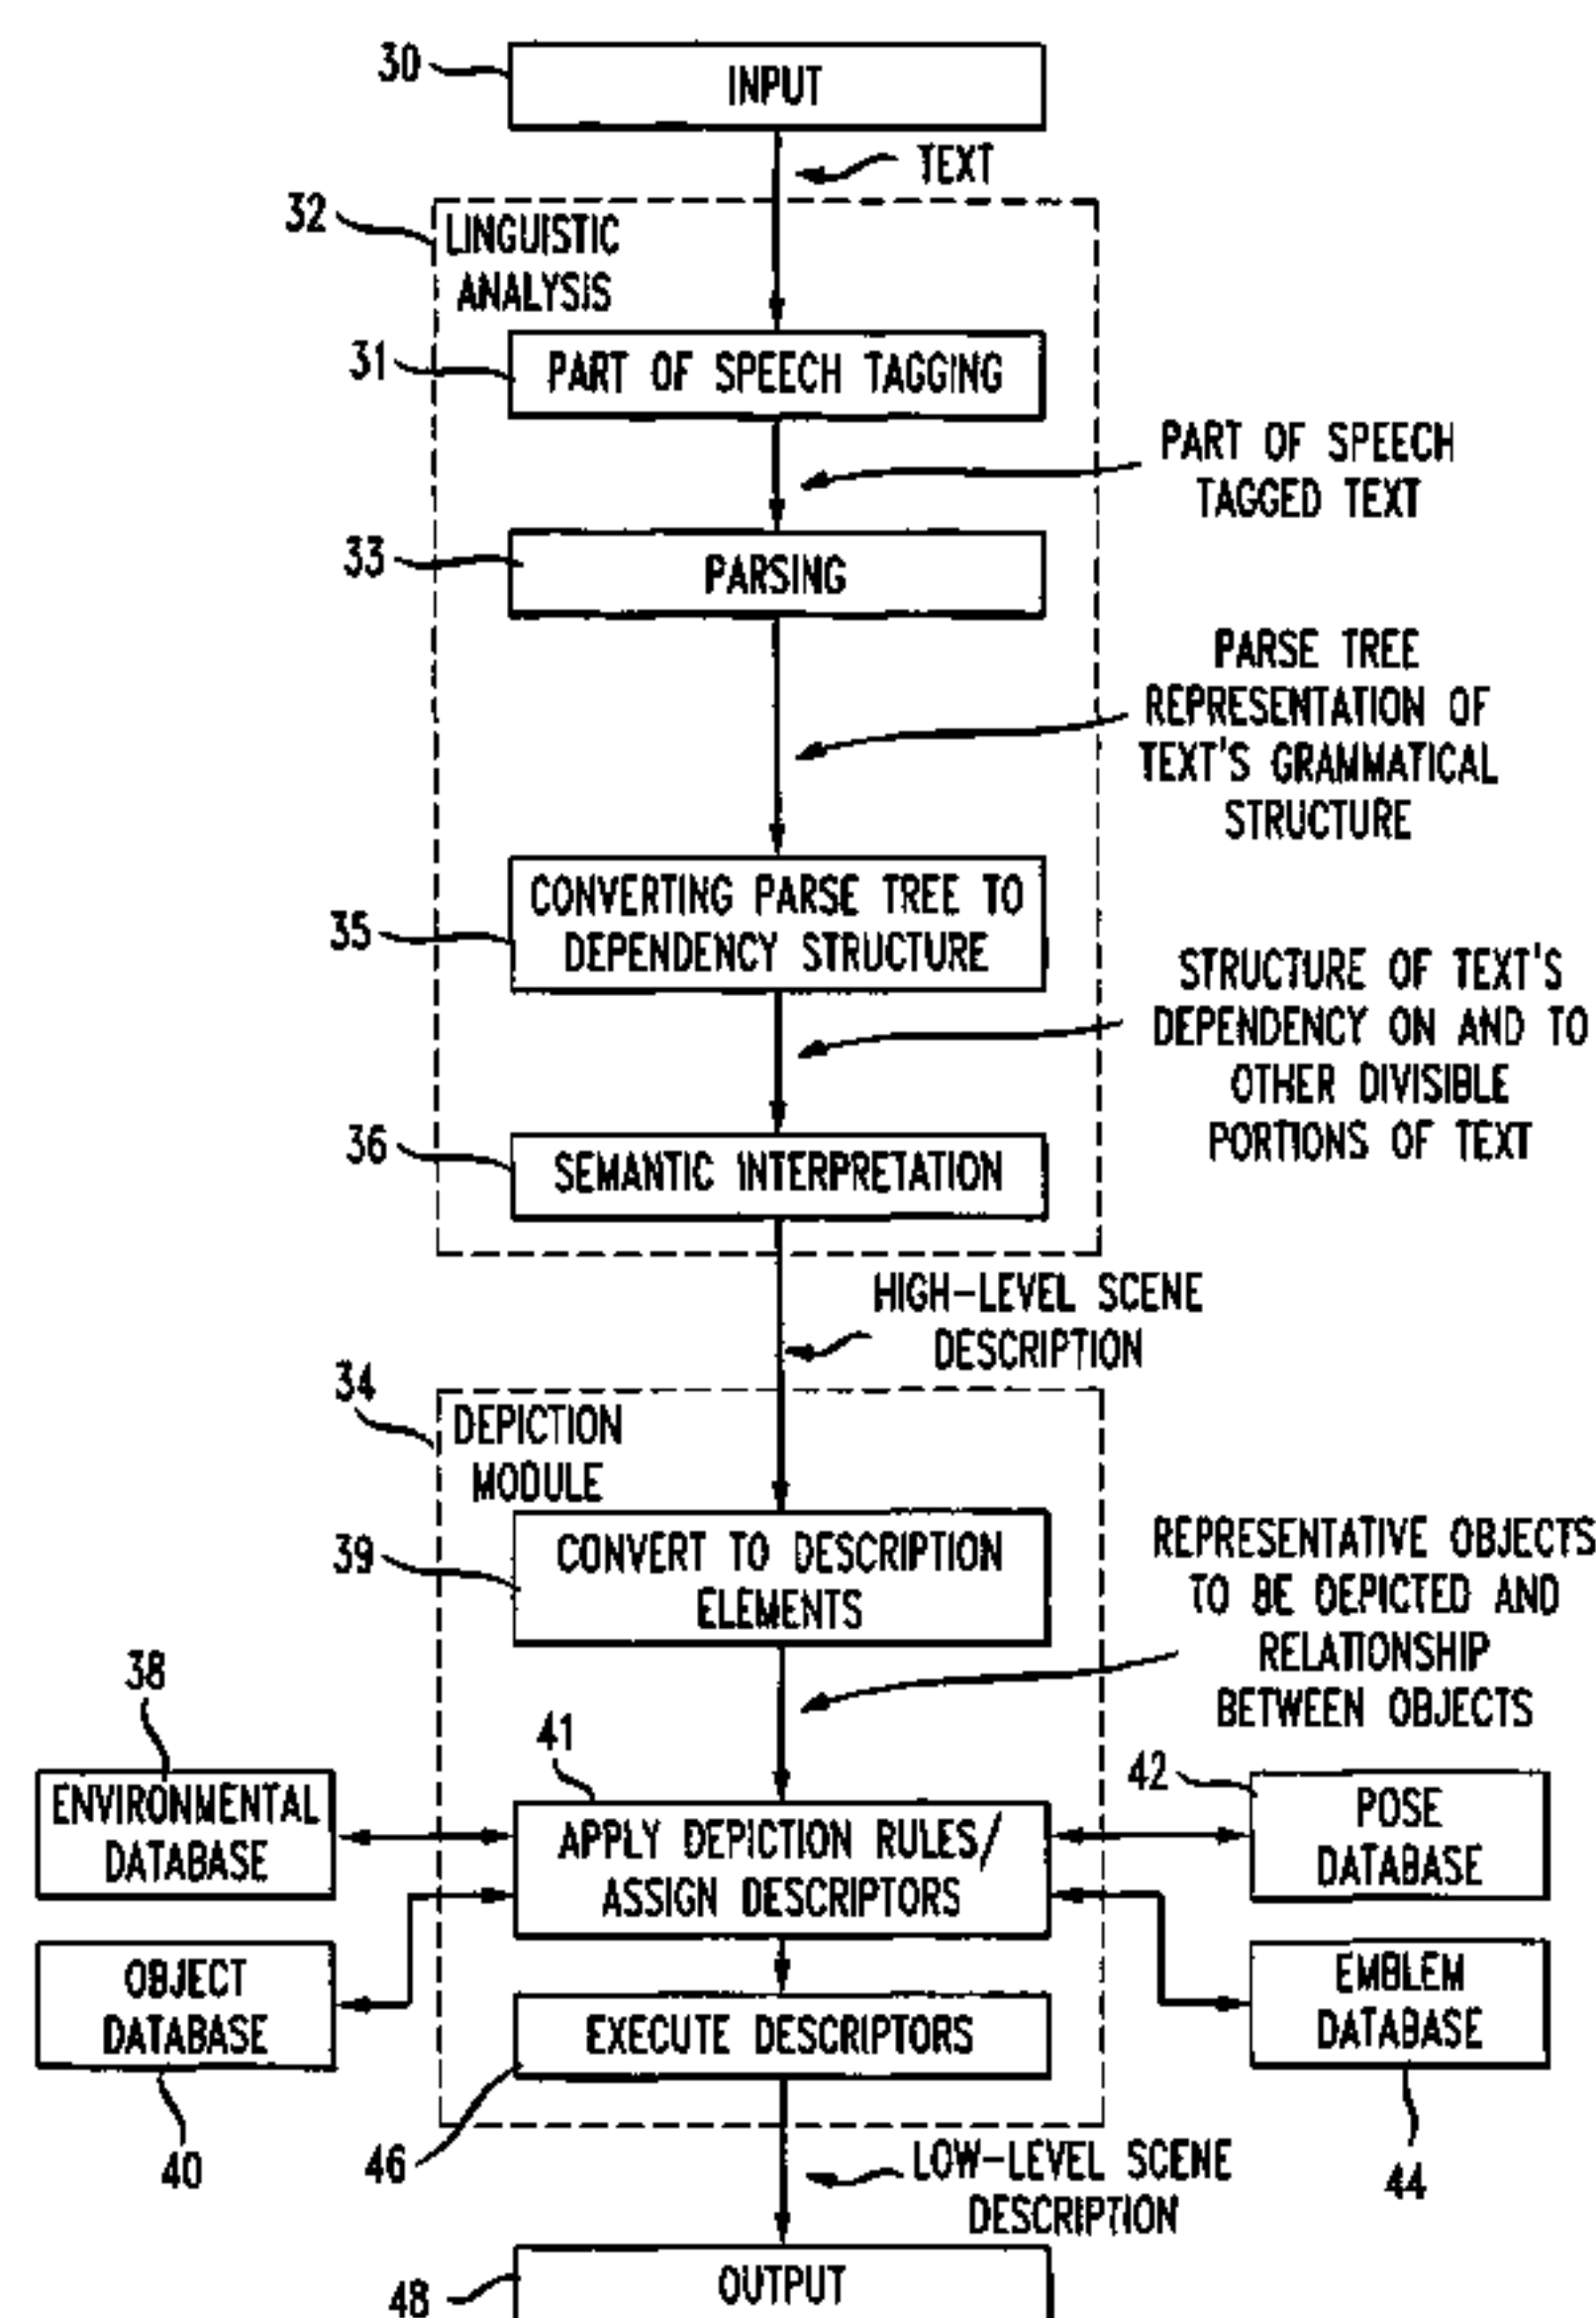 30
INPUT
TEXT
32
LINGUISTIC
ANALYSIS
31
PART OF SPEECH TAGGING
PART OF SPEECH
TAGGED TEXT
33
PARSING
PARSE TREE
REPRESENTATION OF
TEXT'S GRAMMATICAL
STRUCTURE
35
CONVERTING PARSE TREE TO
DEPENDENCY STRUCTURE
STRUCTURE OF TEXT'S
DEPENDENCY ON AND TO
OTHER DIVISIBLE
PORTIONS OF TEXT
36
SEMANTIC INTERPRETATION
HIGH-LEVEL SCENE
DESCRIPTION
34
DEPICTION
MODULE
39
CONVERT TO DESCRIPTION
ELEMENTS
REPRESENTATIVE OBJECTS
TO BE DEPICTED AND
RELATIONSHIP
BETWEEN OBJECTS
38
ENVIRONMENTAL
DATABASE
41
APPLY DEPICTION RULES/
ASSIGN DESCRIPTORS
42
POSE
DATABASE
OBJECT
DATABASE
40
EXECUTE DESCRIPTORS
46
EMBLEM
DATABASE
44
LOW-LEVEL SCENE
DESCRIPTION
48
OUTPUT